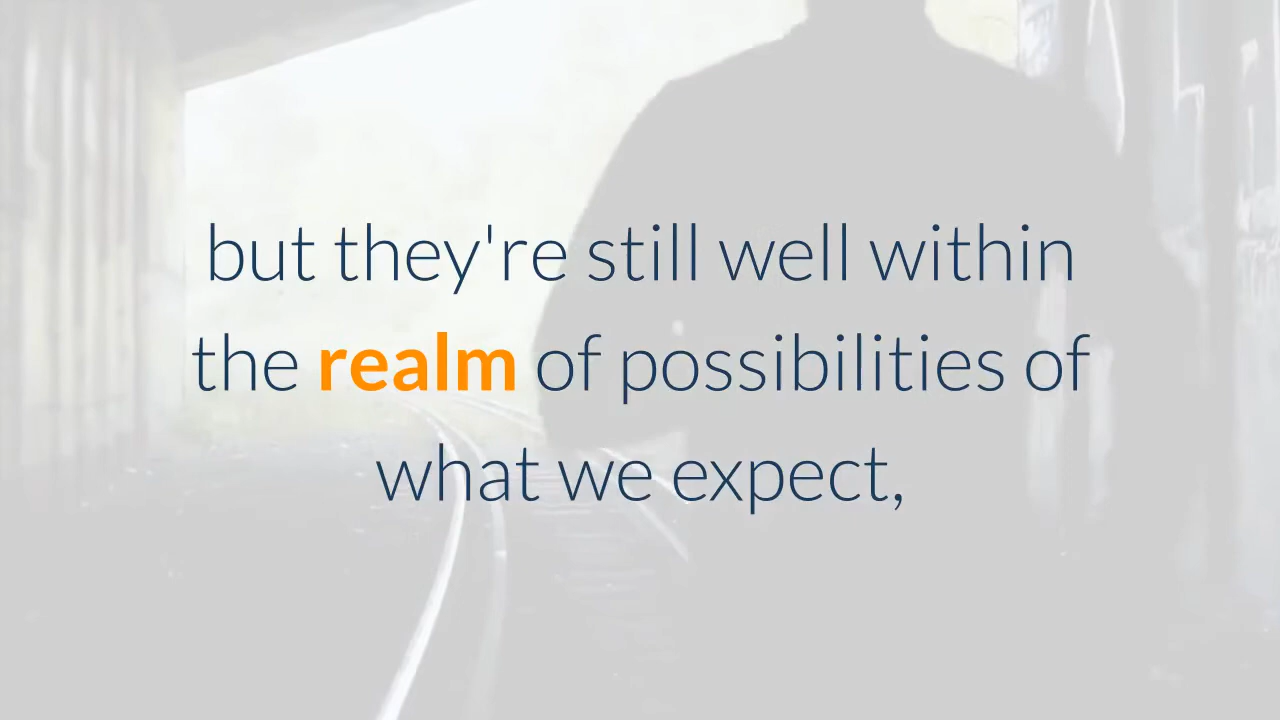 but they're still well within
the realm of possibilities of
what we expect,